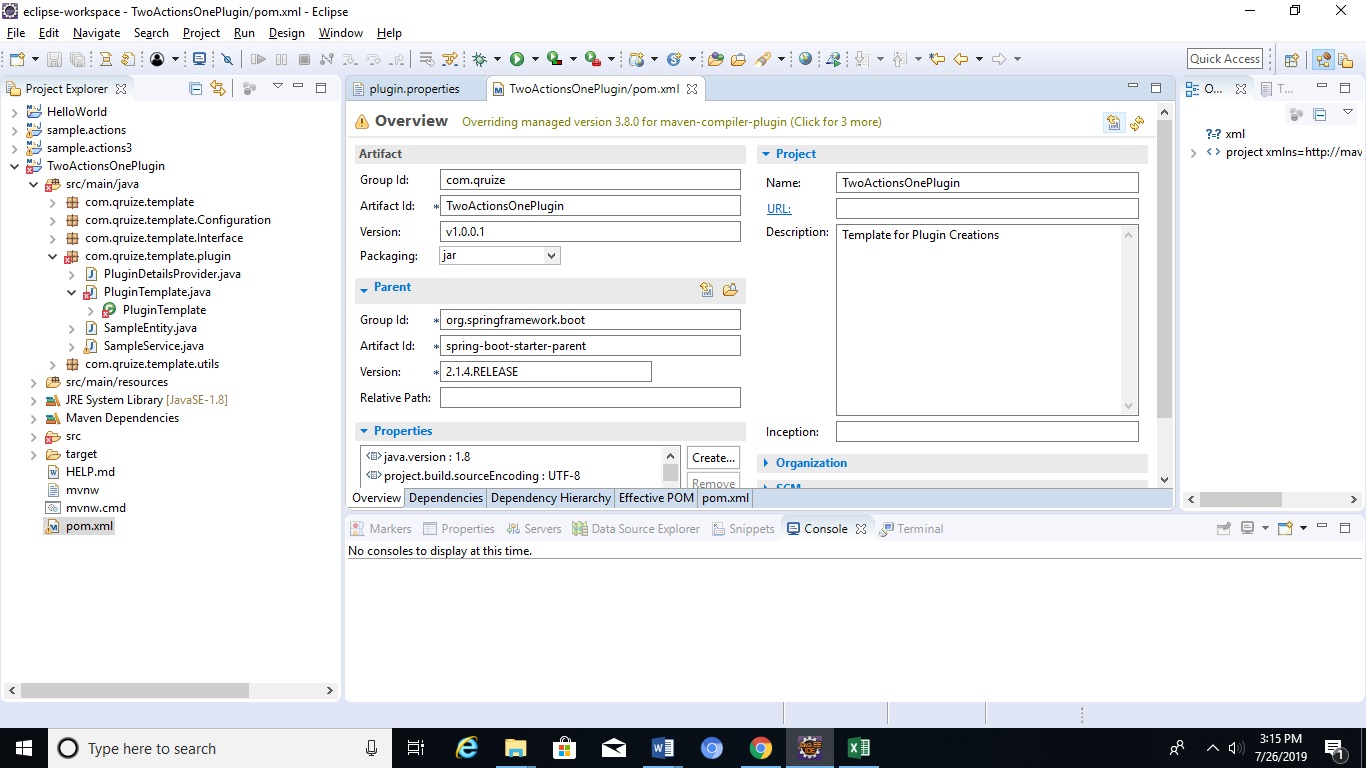 eclipse-workspace - TwoActionsOnePlugin/pom.xml - Eclipse
File Edit Navigate Search Project Run Design Window Help
Quick Access
Project Explorer
HelloWorld
sample.actions
sample.actions3
TwoActionsOnePlugin
src/main/java
com.qruize.template
com.qruize.template.Configuration
com.qruize.template.Interface
com.qruize.template.plugin
PluginDetailsProvider.java
PluginTemplate.java
PluginTemplate
SampleEntity.java
SampleService.java
com.qruize.template.utils
src/main/resources
JRE System Library [JavaSE-1.8]
Maven Dependencies
src
target
HELP.md
mvnw
mvnw.cmd
pom.xml
plugin.properties
TwoActionsOnePlugin/pom.xml
Overview
Overriding managed version 3.8.0 for maven-compiler-plugin (Click for 3 more)
Artifact
Group Id: com.qruize
Artifact Id: * TwoActionsOnePlugin
Version: v1.0.0.1
Packaging: jar
Parent
Group Id: * org.springframework.boot
Artifact Id: * spring-boot-starter-parent
Version: * 2.1.4.RELEASE
Relative Path:
Properties
java.version : 1.8
project.build.sourceEncoding : UTF-8
Create...
Remove
Project
Name: TwoActionsOnePlugin
URL:
Description: Template for Plugin Creations
Inception:
Organization
SCM
Overview Dependencies Dependency Hierarchy Effective POM pom.xml
O...
T...
?-? xml
project xmlns=http://mav
Markers Properties Servers Data Source Explorer Snippets Console Terminal
No consoles to display at this time.
Type here to search
3:15 PM
7/26/2019
1